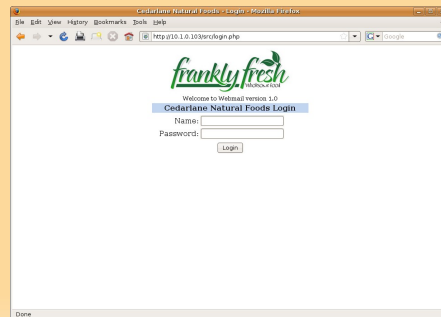 Cedarlane Natural Foods - Login - Mozilla Firefox
File Edit View History Bookmarks Tools Help
http://10.1.0.103/src/login.php
Google
frankly fresh
Welcome to Webmail version 1.0
Cedarlane Natural Foods Login
Name:
Password:
Login
Done